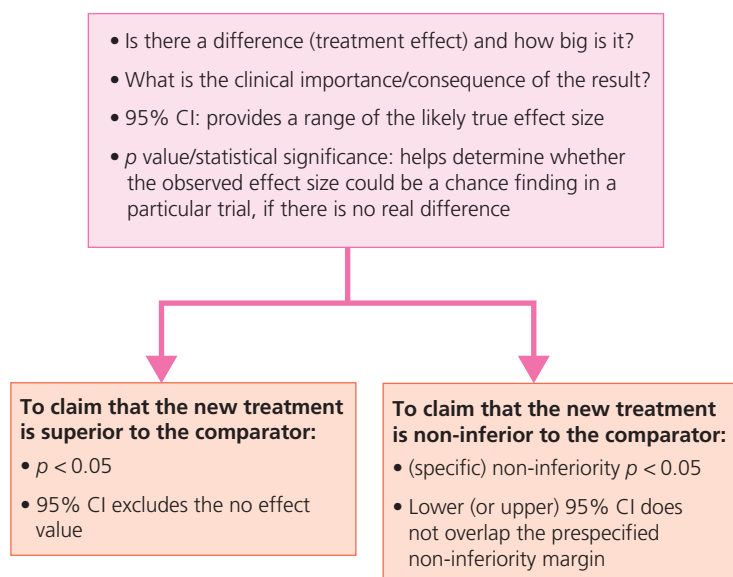 • Is there a difference (treatment effect) and how big is it?
• What is the clinical importance/consequence of the result?
• 95% CI: provides a range of the likely true effect size
• p value/statistical significance: helps determine whether
the observed effect size could be a chance finding in a
particular trial, if there is no real difference
To claim that the new treatment
is superior to the comparator:
• p < 0.05
• 95% CI excludes the no effect
value
To claim that the new treatment
is non-inferior to the comparator:
• (specific) non-inferiority p < 0.05
• Lower (or upper) 95% CI does
not overlap the prespecified
non-inferiority margin